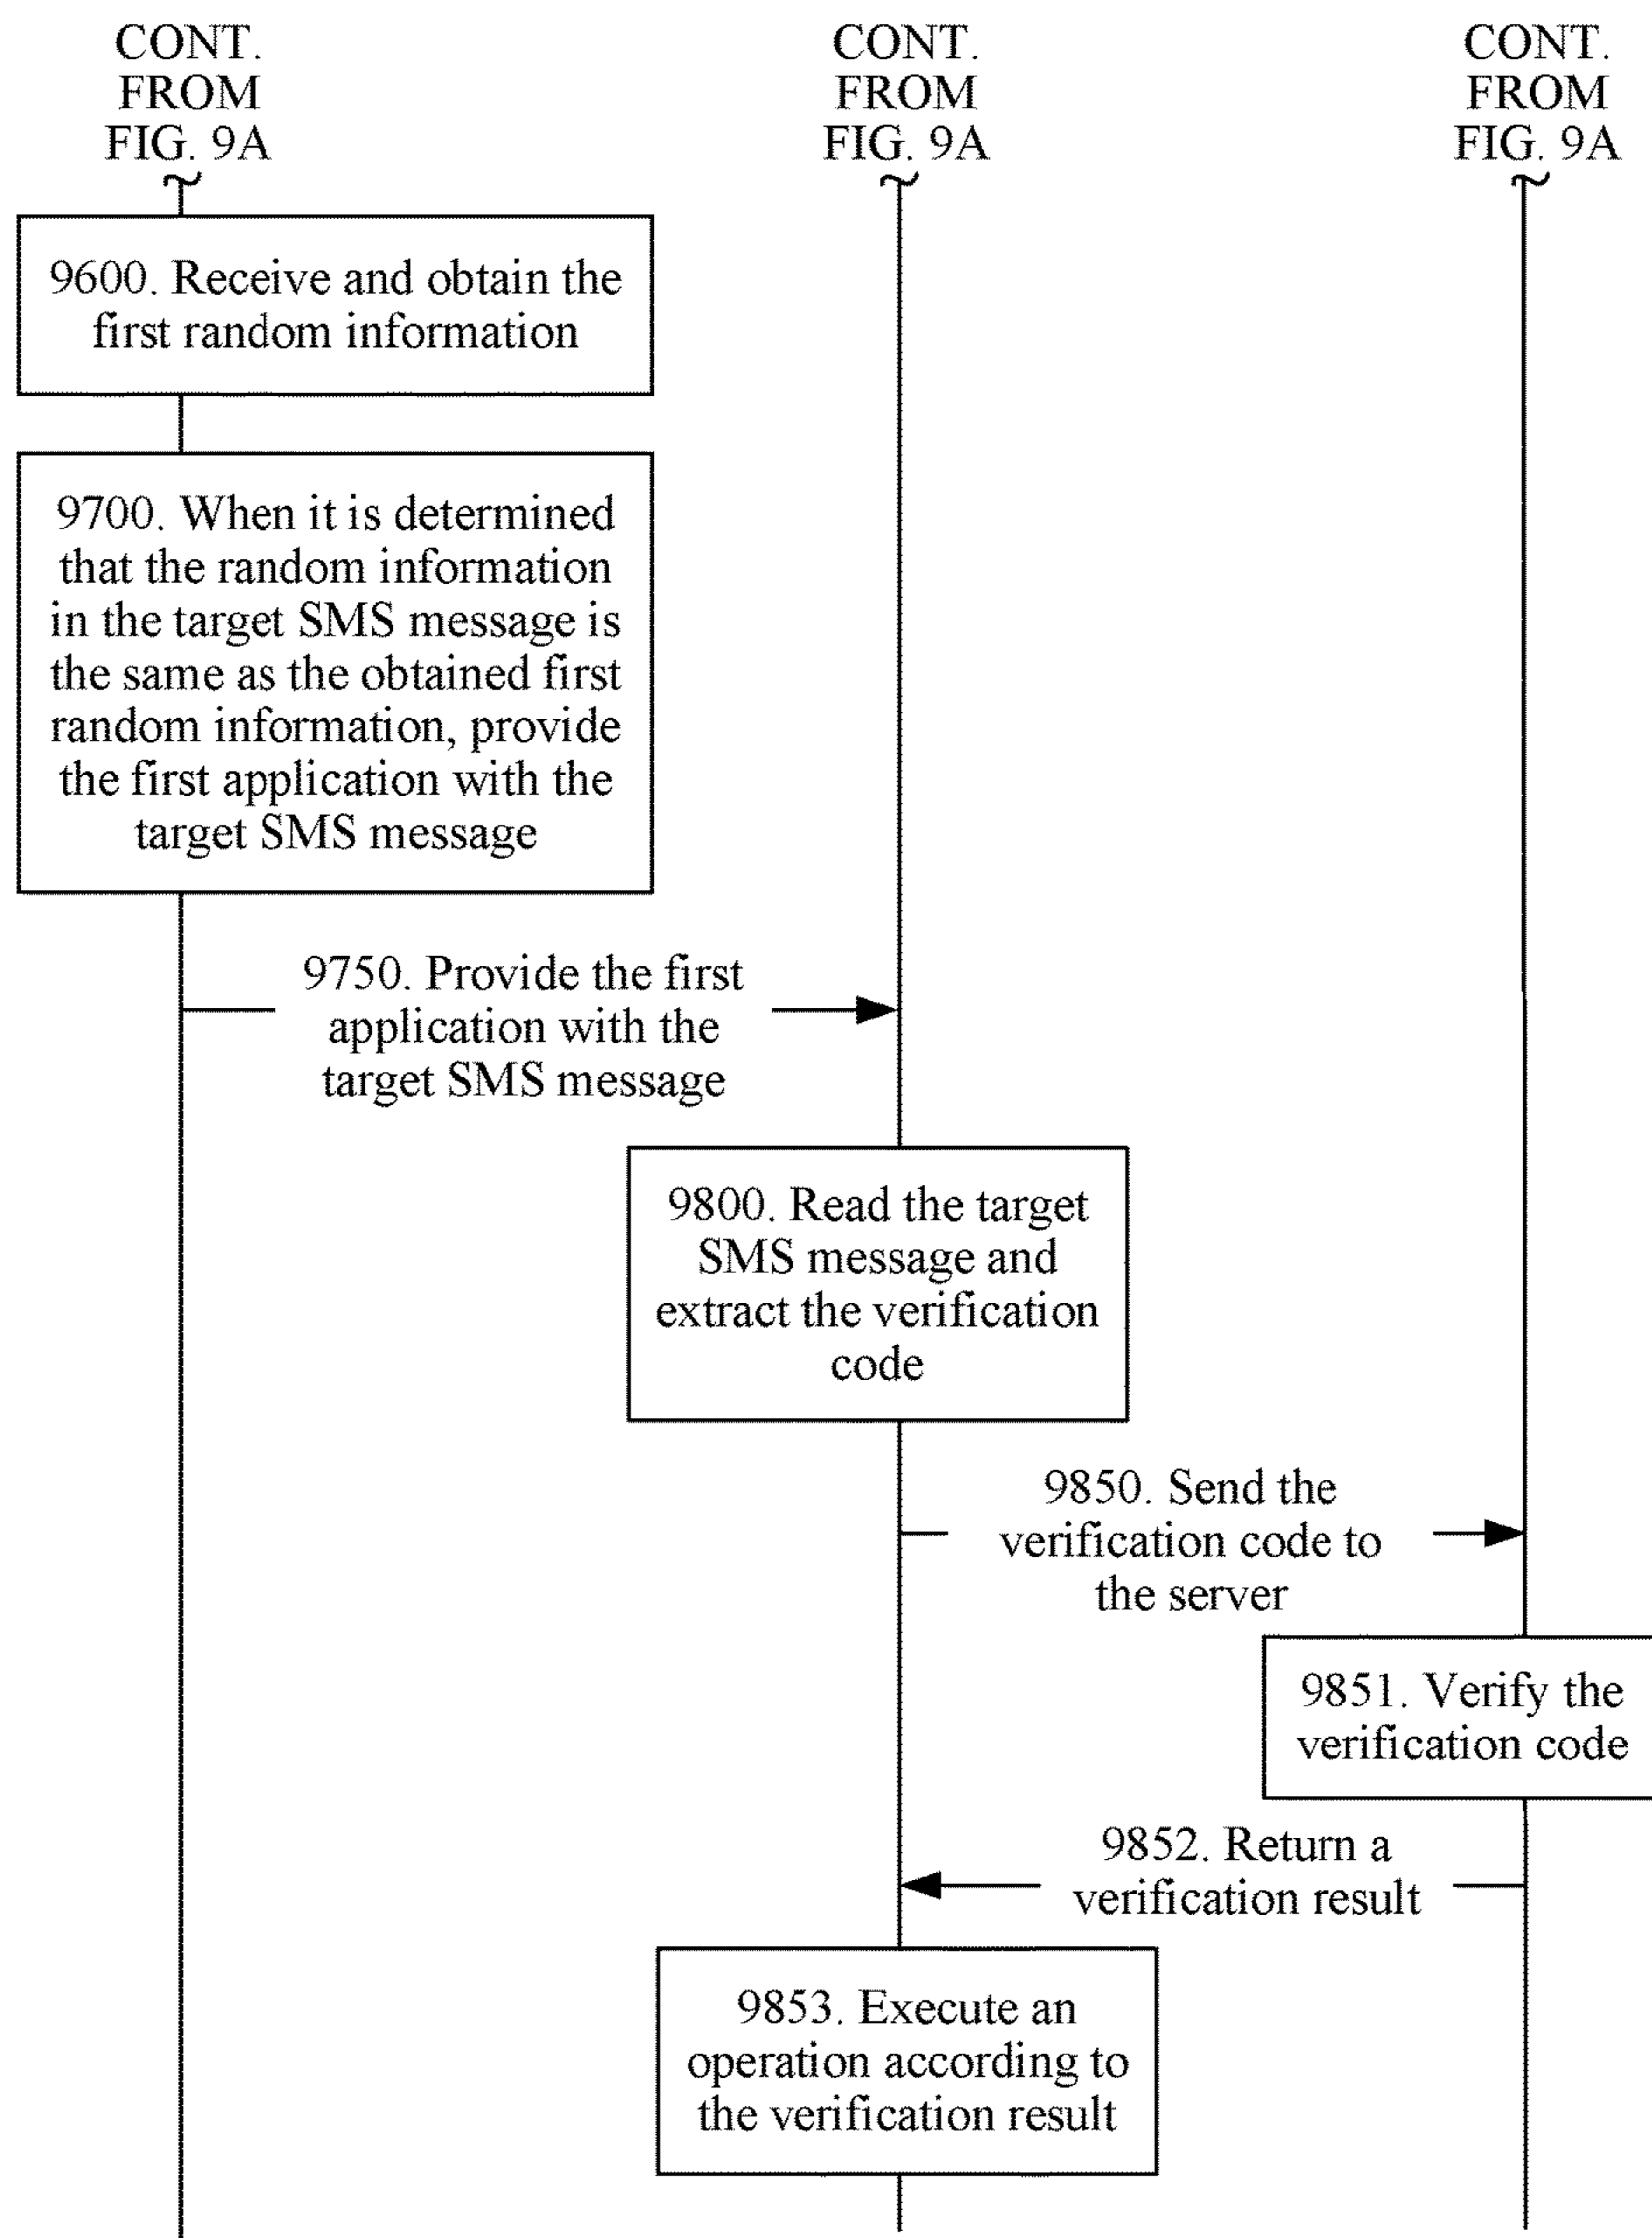 CONT.
FROM
FIG. 9A
CONT.
FROM
FIG. 9A
CONT.
FROM
FIG. 9A
9600. Receive and obtain the
first random information
9700. When it is determined
that the random information
in the target SMS message is
the same as the obtained first
random information, provide
the first application with the
target SMS message
9750. Provide the first
application with the
target SMS message
9800. Read the target
SMS message and
extract the verification
code
9850. Send the
verification code to
the server
9851. Verify the
verification code
9852. Return a
verification result
9853. Execute an
operation according to
the verification result